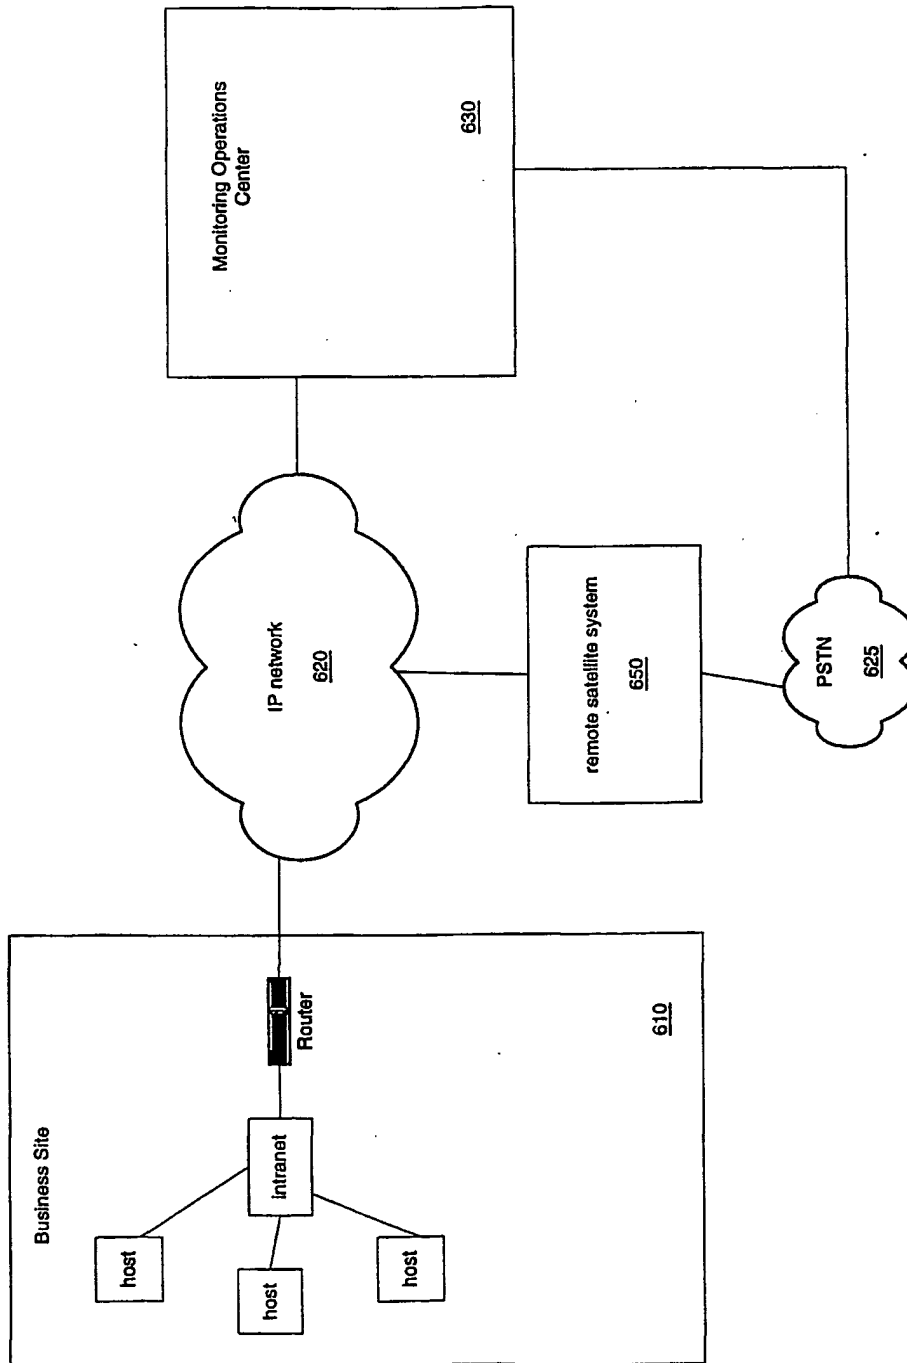 Business Site
host
host
host
intranet
Router
610
IP network
620
remote satellite system
650
PSTN
625
Monitoring Operations
Center
630